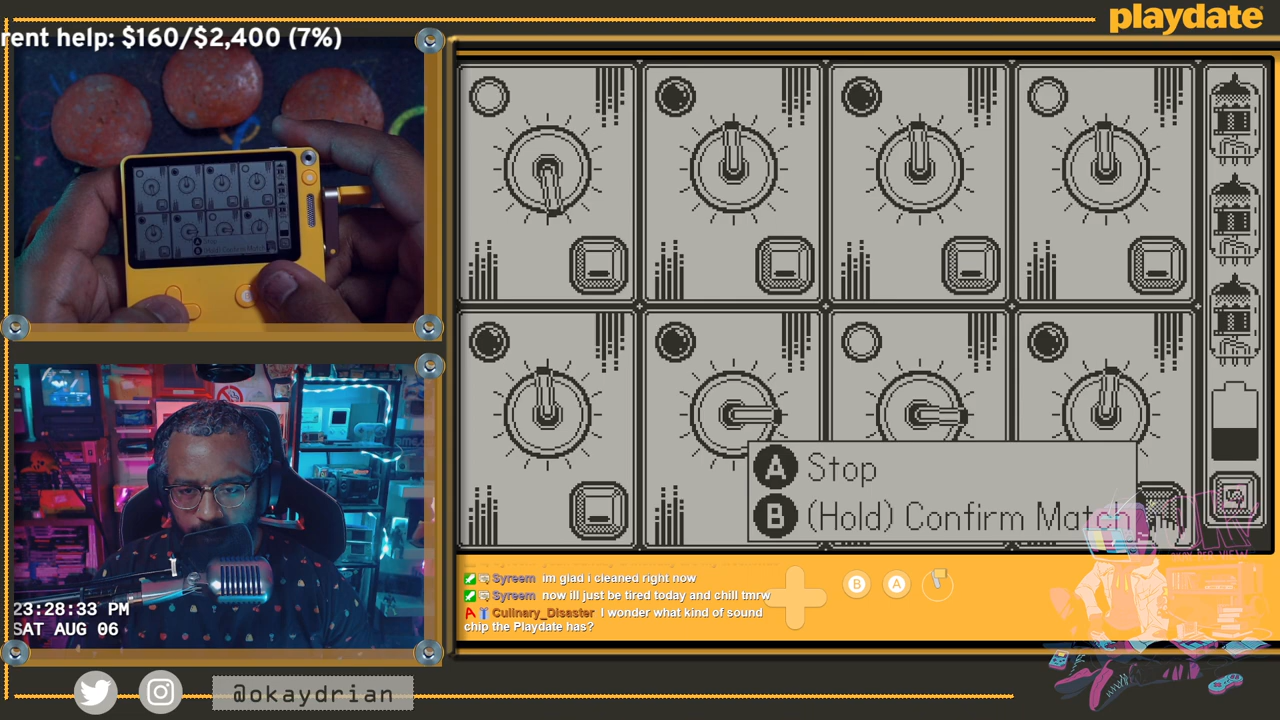 playdate
rent help: $160/$2,400 (7%)
A Stop
B (Hold) Confirm Match
Syreem im glad i cleaned right now
Syreem now ill just be tired today and chill tmrw
Culinary_Disaster I wonder what kind of sound
chip the Playdate has?
B A
23:28:33 PM
SAT AUG 06
@okaydrian